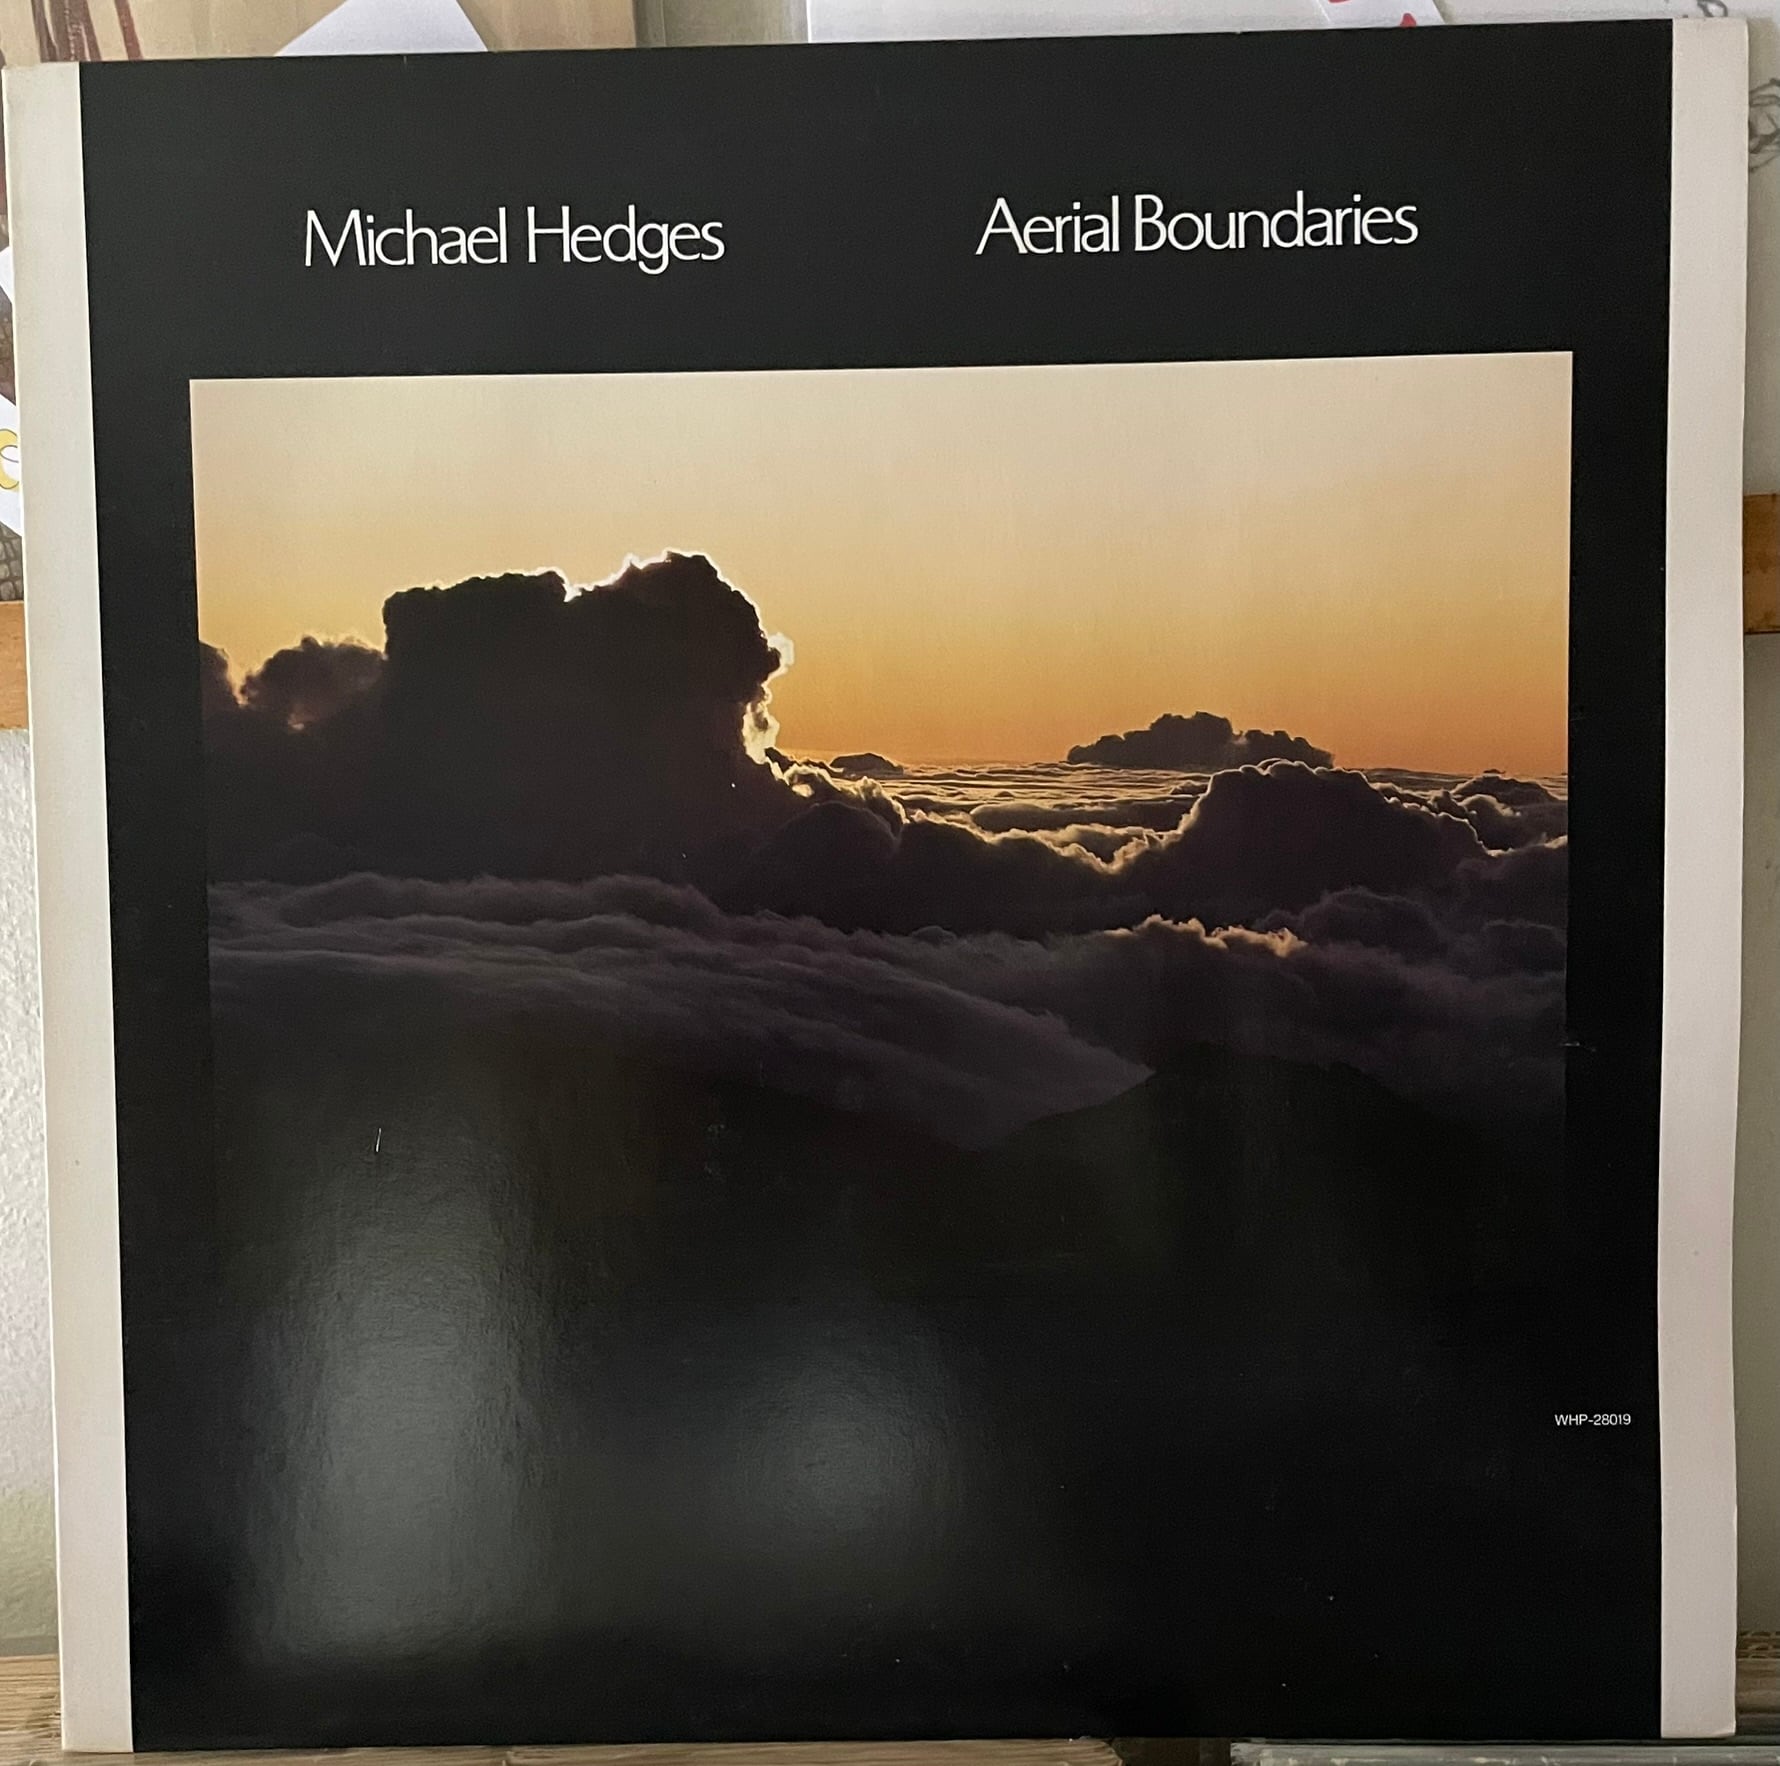 Michael Hedges
Aerial Boundaries
WHP-28019